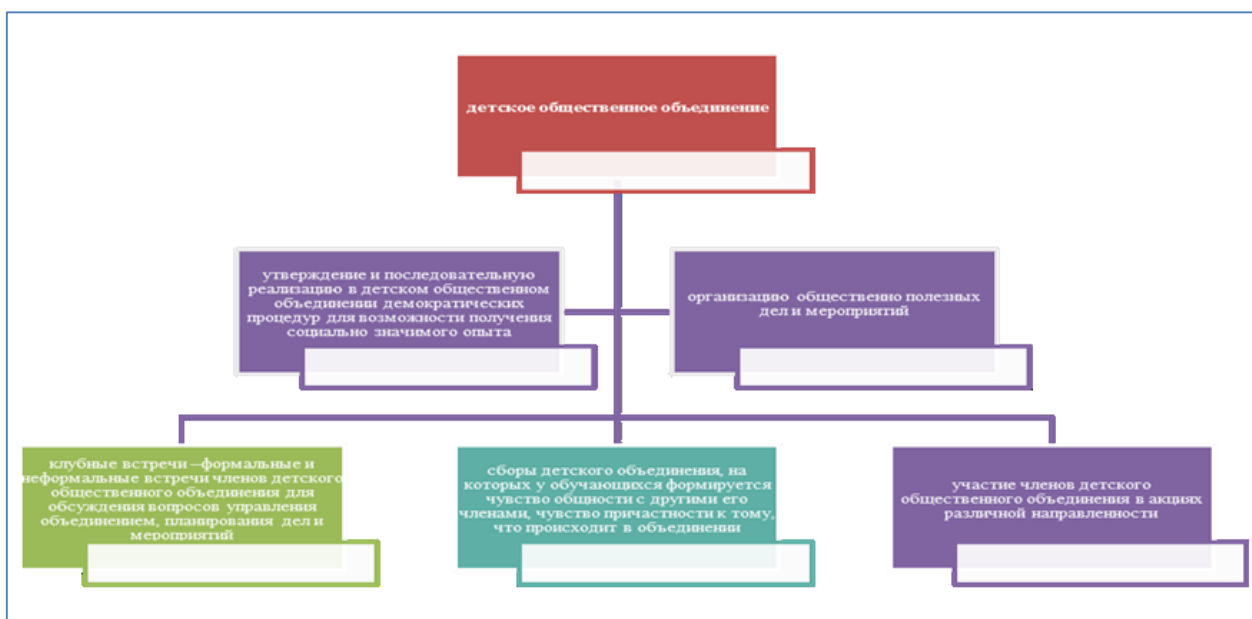 детское общественное объединение
утверждение и последовательную
реализацию в детском общественном
объединении демократических
процедур для возможности получения
социально значимого опыта
организацию общественно полезных
дел и мероприятий
клубные встречи –формальные и
неформальные встречи членов детского
общественного объединения для
обсуждения вопросов управления
объединением, планирования дел и
мероприятий
сборы детского объединения, на
которых у обучающихся формируется
чувство общности с другими его
членами, чувство причастности к тому,
что происходит в объединении
участие членов детского
общественного объединения в акциях
различной направленности